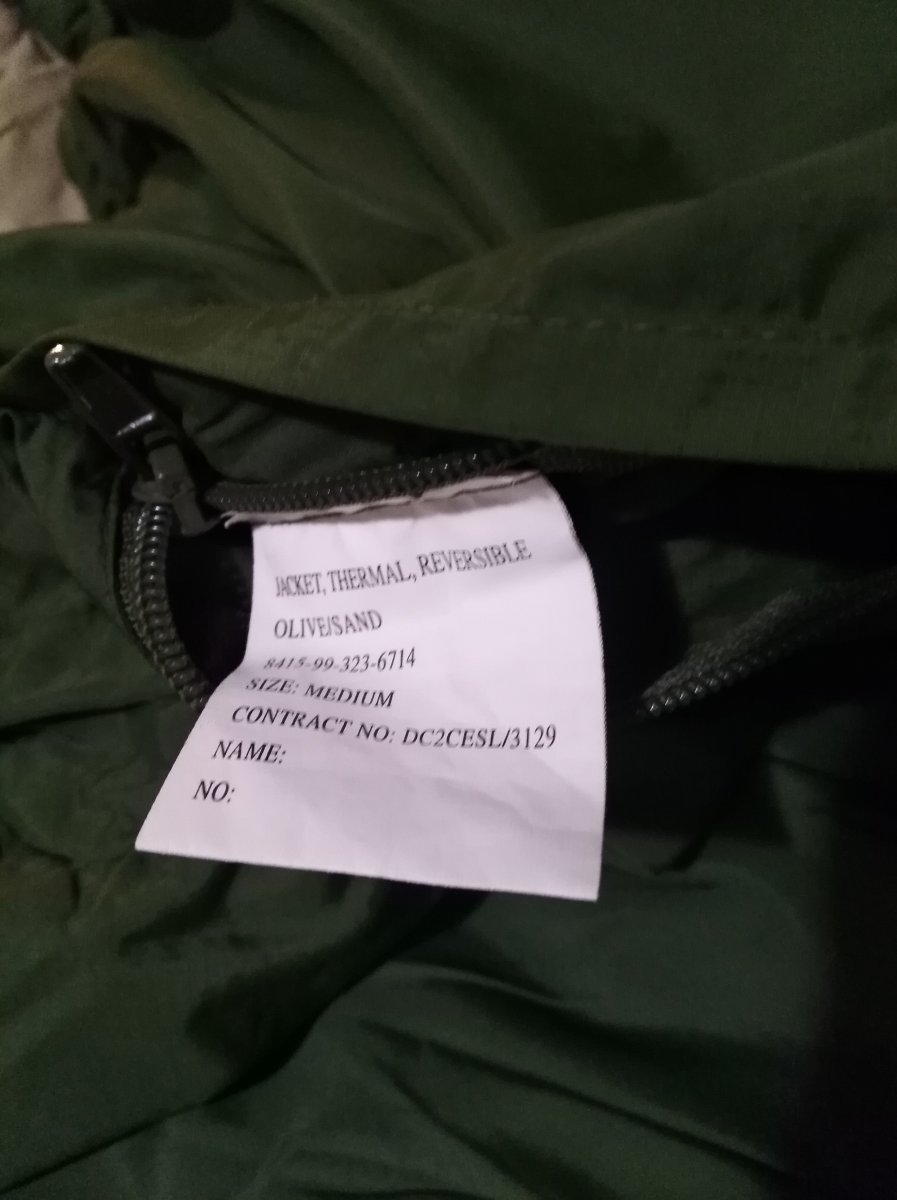 JACKET, THERMAL, REVERSIBLE
OLIVE/SAND
8415-99-323-6714
SIZE: MEDIUM
CONTRACT NO: DC2CESL/3129
NAME:
NO: